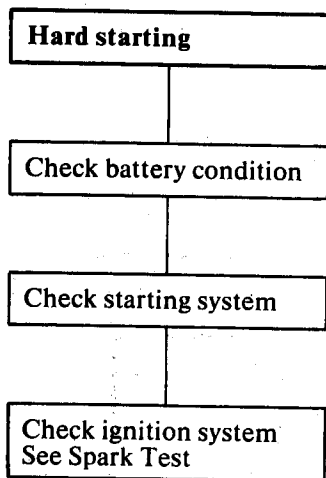 Hard starting
Check battery condition
Check starting system
Check ignition system
See Spark Test